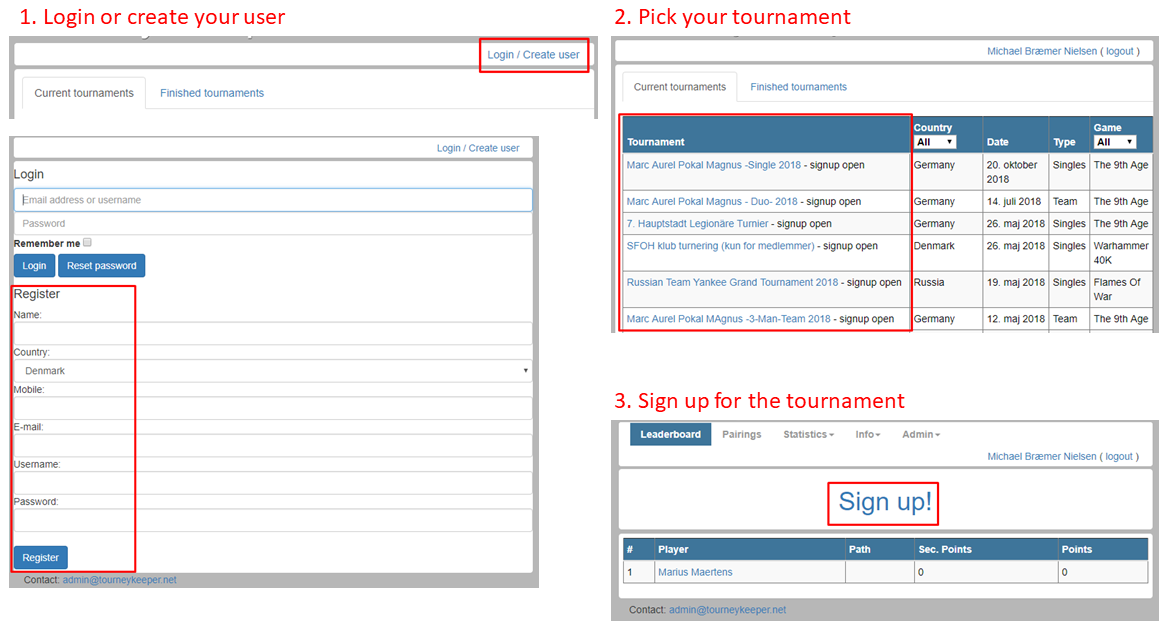 1. Login or create your user
Login / Create user
Current tournaments Finished tournaments
Login / Create user
Login
Email address or username
Password
Remember me
Login Reset password
Register
Name:
Country:
Denmark
Mobile:
E-mail:
Username:
Password:
Register
Contact: admin@tourneykeeper.net
2. Pick your tournament
Michael Bræmer Nielsen ( logout )
Current tournaments Finished tournaments
Tournament Country All Date Type Game All
Marc Aurel Pokal Magnus -Single 2018 - signup open Germany 20. oktober 2018 Singles The 9th Age
Marc Aurel Pokal Magnus - Duo- 2018 - signup open Germany 14. juli 2018 Team The 9th Age
7. Hauptstadt Legionäre Turnier - signup open Germany 26. maj 2018 Singles The 9th Age
SFOH klub turnering (kun for medlemmer) - signup open Denmark 26. maj 2018 Singles Warhammer 40K
Russian Team Yankee Grand Tournament 2018 - signup open Russia 19. maj 2018 Singles Flames Of War
Marc Aurel Pokal MAgnus -3-Man-Team 2018 - signup open Germany 12. maj 2018 Team The 9th Age
3. Sign up for the tournament
Leaderboard Pairings Statistics Info Admin
Michael Bræmer Nielsen ( logout )
Sign up!
# Player Path Sec. Points Points
1 Marius Maertens 0 0
Contact: admin@tourneykeeper.net